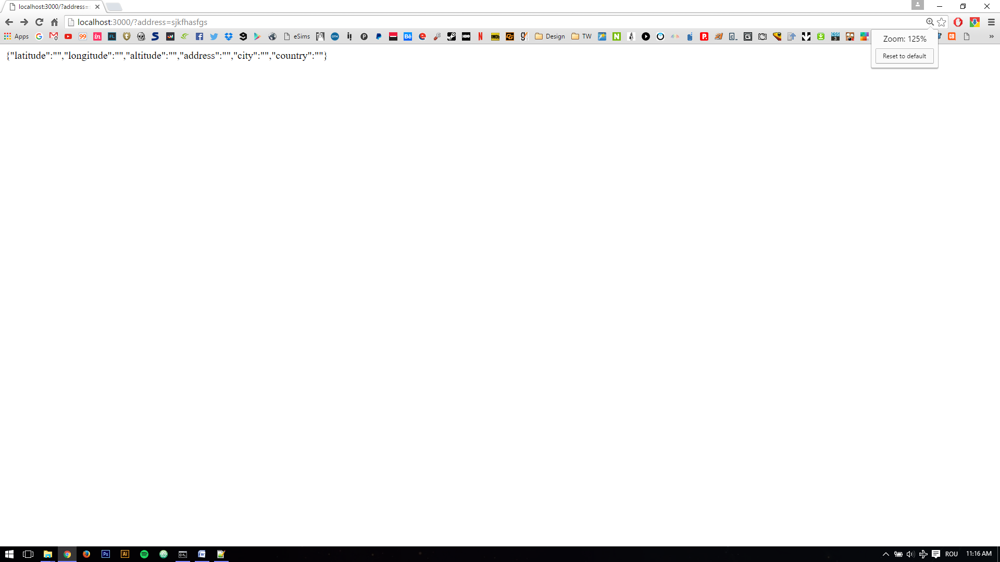 localhost:3000/?address=
localhost:3000/?address=sjkfhasfgs
Apps
eSims
Design
TW
Zoom: 125%
Reset to default
{"latitude":"","longitude":"","altitude":"","address":"","city":"","country":""}
ROU
11:16 AM